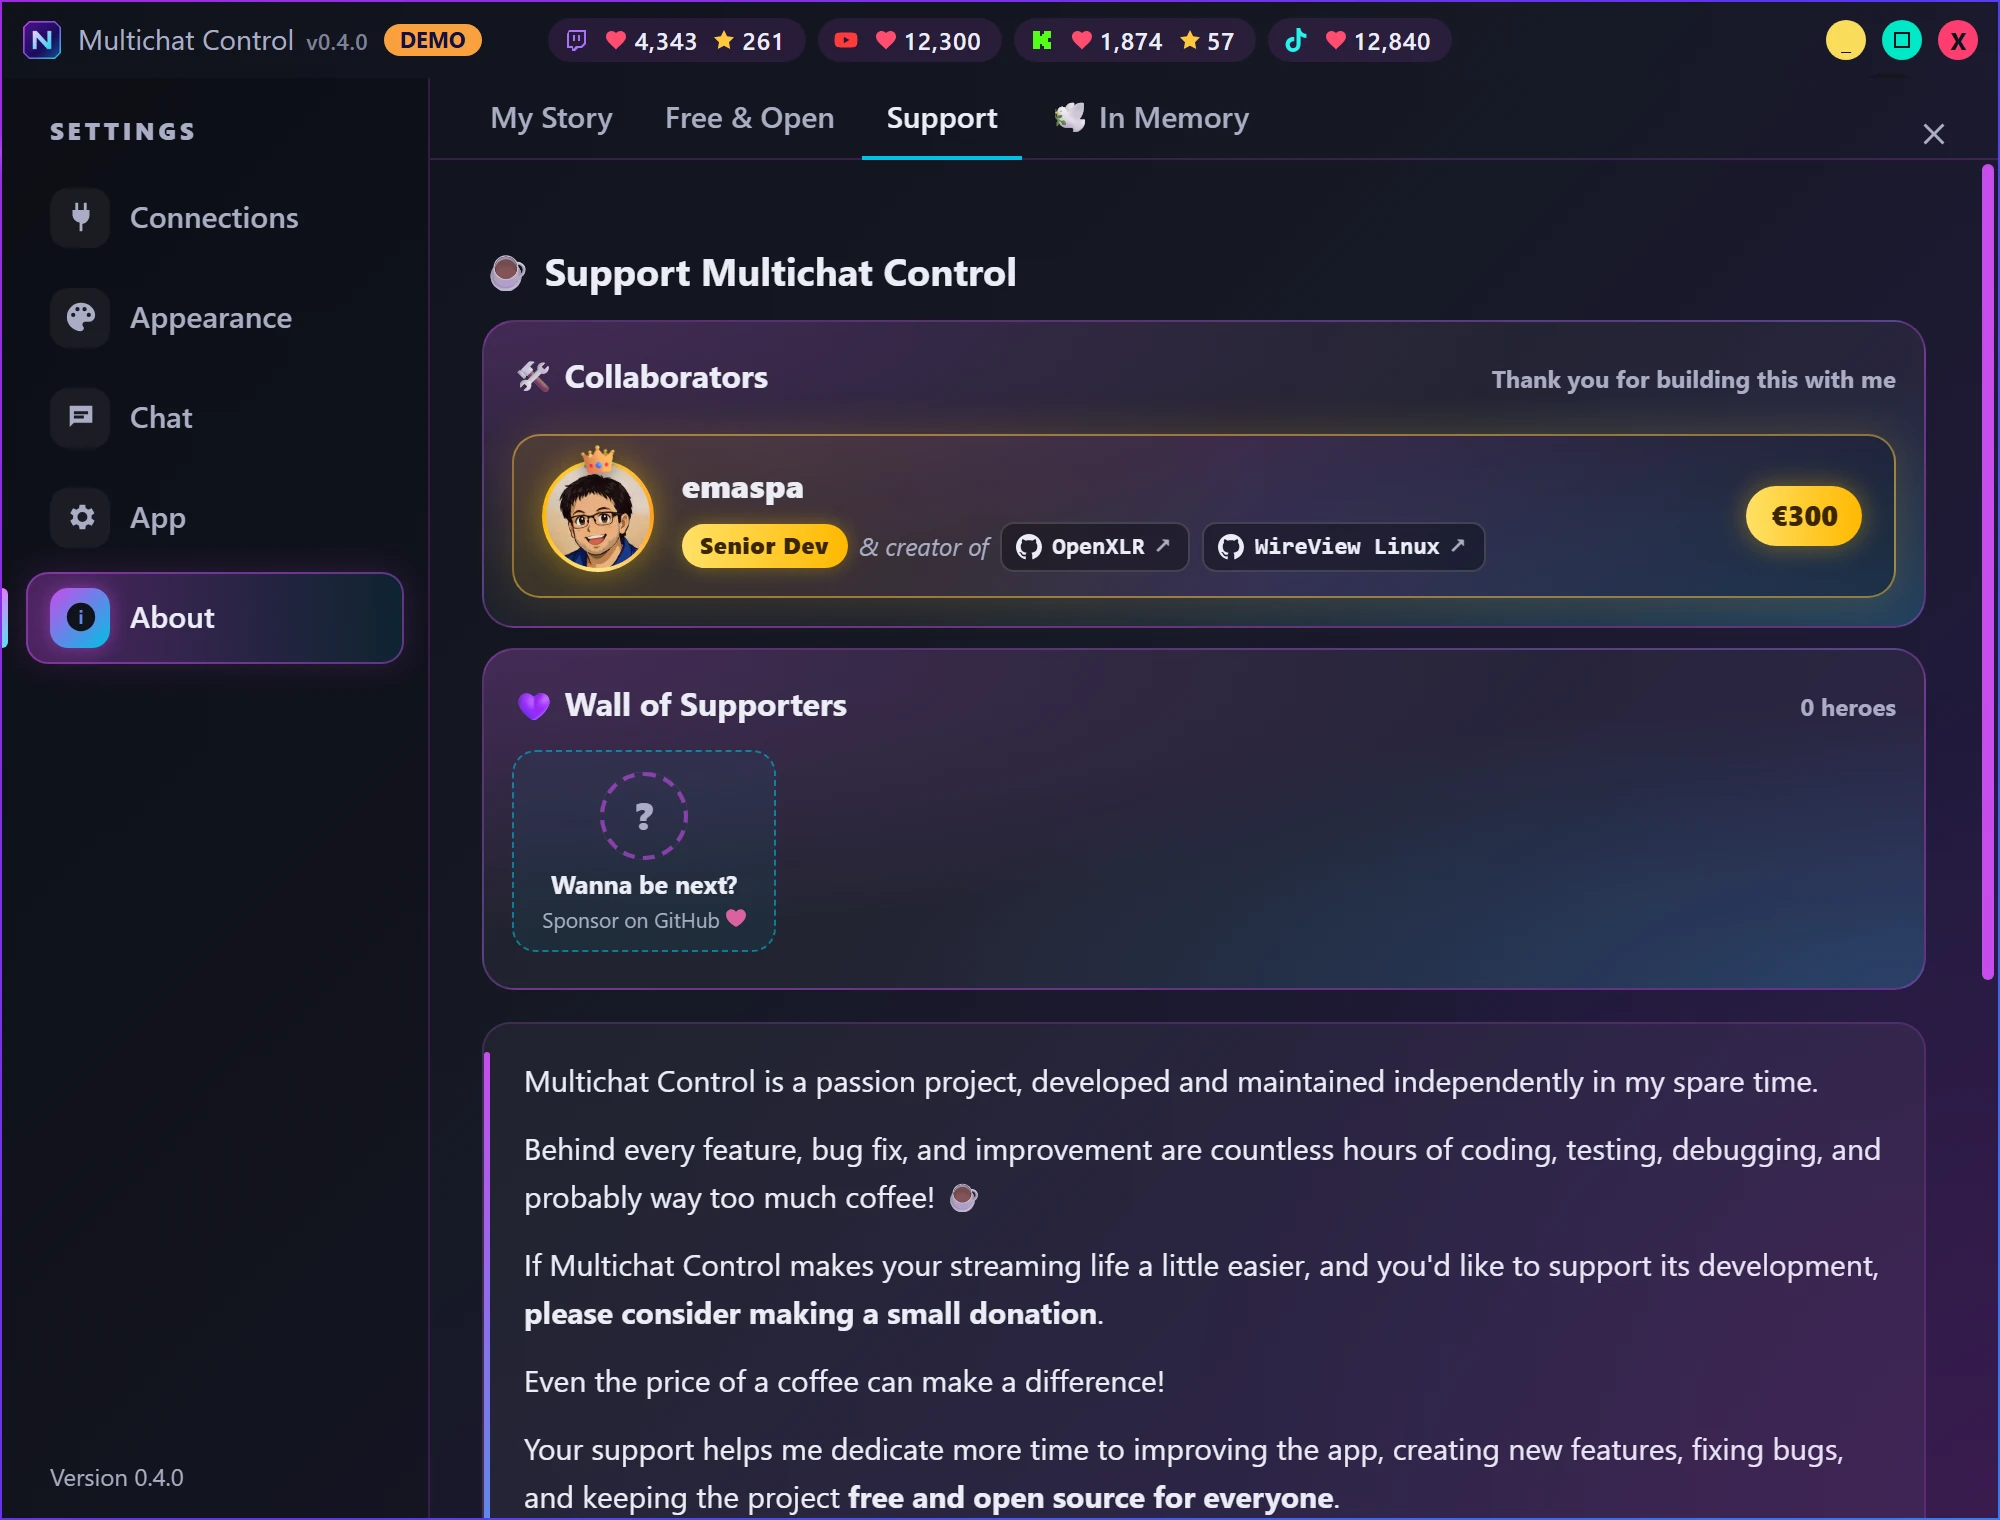 N Multichat Control v0.4.0 DEMO 4,343 261 12,300 1,874 57 12,840 _ X
SETTINGS
Connections
Appearance
Chat
App
About
Version 0.4.0
My Story Free & Open Support In Memory
Support Multichat Control
Collaborators Thank you for building this with me
emaspa
Senior Dev & creator of OpenXLR ↗ WireView Linux ↗
€300
Wall of Supporters 0 heroes
?
Wanna be next?
Sponsor on GitHub
Multichat Control is a passion project, developed and maintained independently in my spare time.
Behind every feature, bug fix, and improvement are countless hours of coding, testing, debugging, and
probably way too much coffee!
If Multichat Control makes your streaming life a little easier, and you'd like to support its development,
please consider making a small donation.
Even the price of a coffee can make a difference!
Your support helps me dedicate more time to improving the app, creating new features, fixing bugs,
and keeping the project free and open source for everyone.